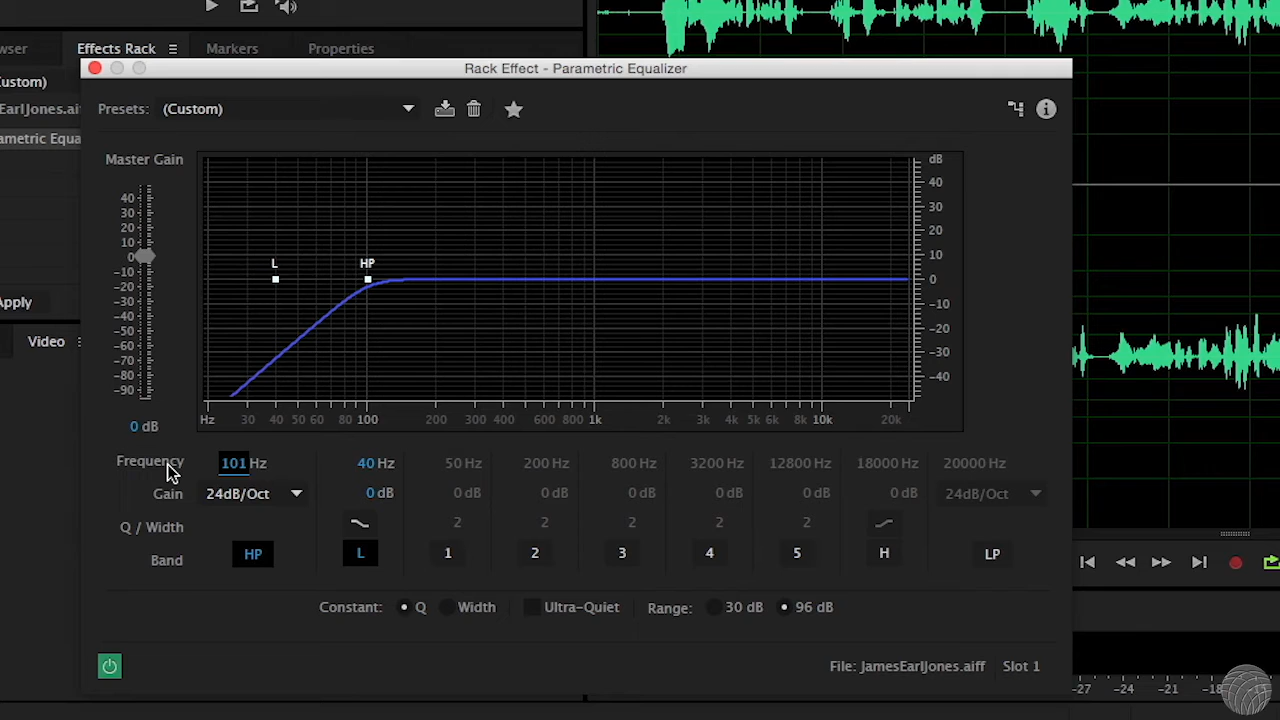 wser Effects Rack Markers Properties
Custom)
EarlJones.ai
ametric Equa
Apply
Video
Rack Effect - Parametric Equalizer
Presets: (Custom)
Master Gain
40
30
20
10
0
-10
-20
-30
-40
-50
-60
-70
-80
-90
0 dB
L HP
dB
40
30
20
10
0
-10
-20
-30
-40
Hz 30 40 50 60 80 100 200 300 400 600 800 1k 2k 3k 4k 5k 6k 10k 20k
Frequency 101 Hz 40 Hz 50 Hz 200 Hz 800 Hz 3200 Hz 12800 Hz 18000 Hz 20000 Hz
Gain 24dB/Oct 0 dB 0 dB 0 dB 0 dB 0 dB 0 dB 0 dB 24dB/Oct
Q / Width 2 2 2 2 2
Band HP L 1 2 3 4 5 H LP
Constant: Q Width Ultra-Quiet Range: 30 dB 96 dB
File: JamesEarlJones.aiff Slot 1
-27 -24 -21 -18